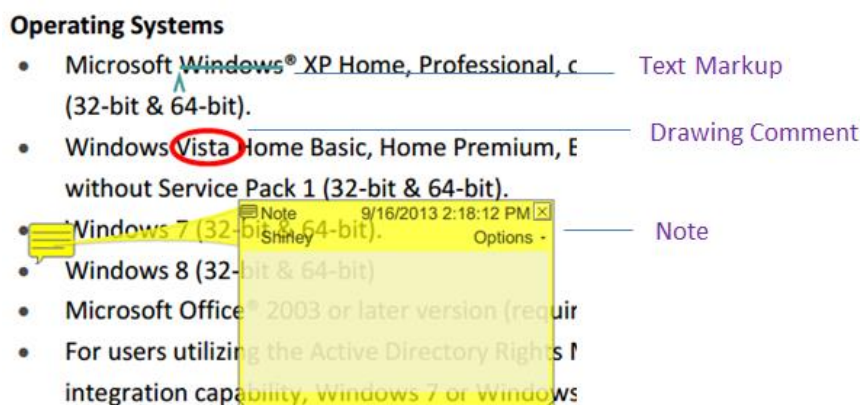 Operating Systems
• Microsoft Windows® XP Home, Professional, Text Markup
(32-bit & 64-bit).
• Windows Vista Home Basic, Home Premium, Drawing Comment
without Service Pack 1 (32-bit & 64-bit).
Note 9/16/2013 2:18:12 PM
• Windows 7 (32-bit & 64-bit). Note
Shirley Options
• Windows 8 (32-bit & 64-bit)
• Microsoft Office® 2003 or later version (requir
• For users utilizing the Active Directory Rights
integration capability, Windows 7 or Windows